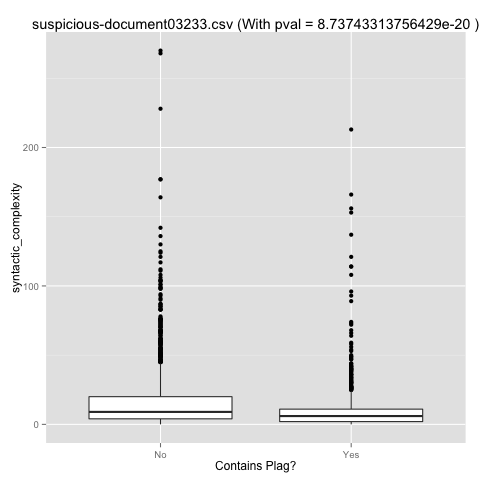 suspicious-document03233.csv (With pval = 8.73743313756429e-20 )
syntactic_complexity
200
100
0
No
Yes
Contains Plag?